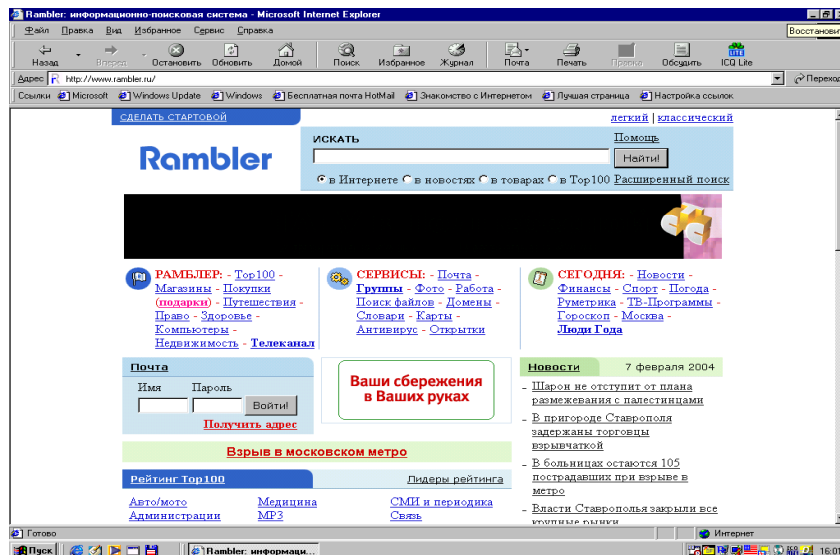 Rambler: информационно-поисковая система - Microsoft Internet Explorer
Файл Правка Вид Избранное Сервис Справка
Восстанови
Назад Вперед Остановить Обновить Домой Поиск Избранное Журнал Почта Печать Правка Обсудить ICQ Lite
Адрес http://www.rambler.ru/ Переход
Ссылки Microsoft Windows Update Windows Бесплатная почта HotMail Знакомство с Интернетом Лучшая страница Настройка ссылок
СДЕЛАТЬ СТАРТОВОЙ легкий | классический
Rambler
ИСКАТЬ Помощь
Найти!
в Интернете в новостях в товарах в Top100 Расширенный поиск
стс
РАМБЛЕР: - Top100 -
Магазины - Покупки
(подарки) - Путешествия -
Право - Здоровье -
Компьютеры -
Недвижимость - Телеканал
СЕРВИСЫ: - Почта -
Группы - Фото - Работа -
Поиск файлов - Домены -
Словари - Карты -
Антивирус - Открытки
СЕГОДНЯ: - Новости -
Финансы - Спорт - Погода -
Руметрика - ТВ-Программы -
Гороскоп - Москва -
Люди Года
Почта
Имя Пароль
Войти!
Получить адрес
Ваши сбережения
в Ваших руках
Взрыв в московском метро
Рейтинг Top100 Лидеры рейтинга
Авто/мото Медицина СМИ и периодика
Администрации MP3 Связь
Новости 7 февраля 2004
- Шарон не отступит от плана
размежевания с палестинцами
- В пригороде Ставрополя
задержаны торговцы
взрывчаткой
- В больницах остаются 105
пострадавших при взрыве в
метро
- Власти Ставрополья закрыли все
крупные рынки
Готово Интернет
Пуск Rambler: информаци...